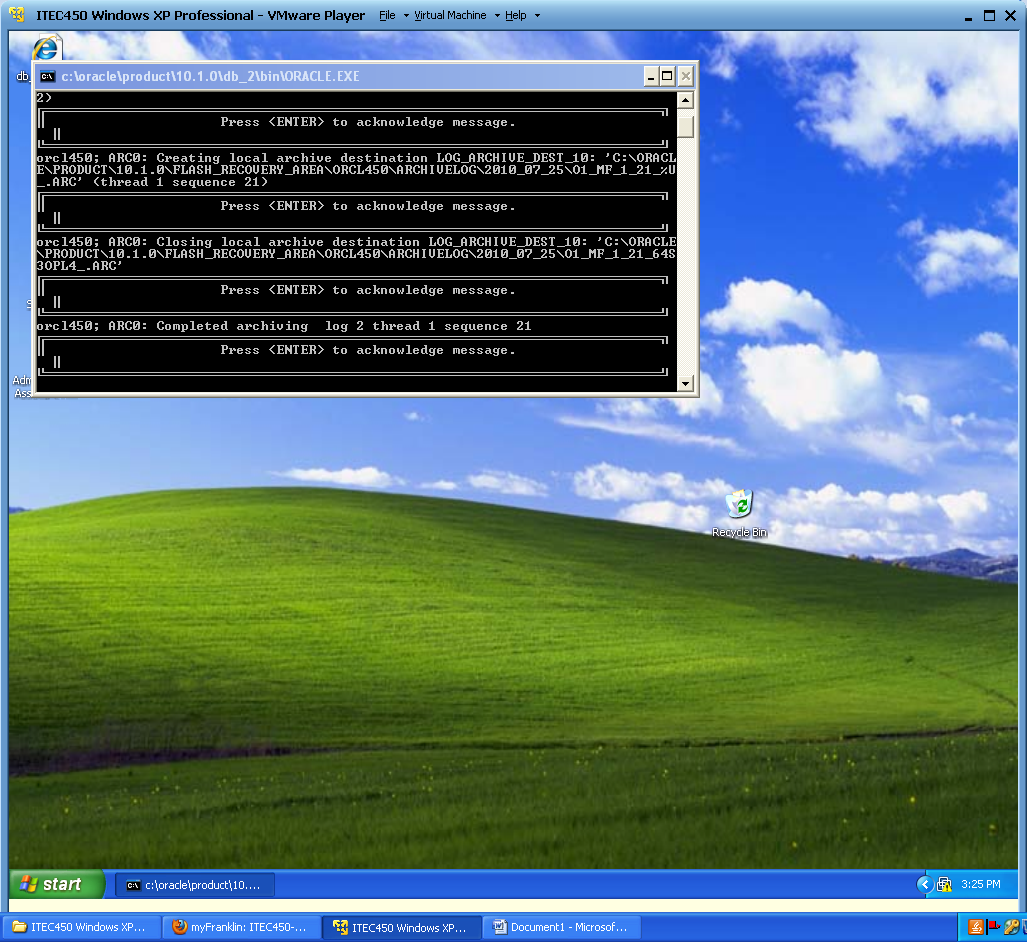 ITEC450 Windows XP Professional - VMware Player File Virtual Machine Help
db_
c:\oracle\product\10.1.0\db_2\bin\ORACLE.EXE
2>
Press <ENTER> to acknowledge message.
orcl450; ARC0: Creating local archive destination LOG_ARCHIVE_DEST_10: 'C:\ORACL
E\PRODUCT\10.1.0\FLASH_RECOVERY_AREA\ORCL450\ARCHIVELOG\2010_07_25\O1_MF_1_21_%U
_.ARC' (thread 1 sequence 21)
Press <ENTER> to acknowledge message.
orcl450; ARC0: Closing local archive destination LOG_ARCHIVE_DEST_10: 'C:\ORACLE
\PRODUCT\10.1.0\FLASH_RECOVERY_AREA\ORCL450\ARCHIVELOG\2010_07_25\O1_MF_1_21_64S
3OPL4_.ARC'
Press <ENTER> to acknowledge message.
orcl450; ARC0: Completed archiving  log 2 thread 1 sequence 21
Press <ENTER> to acknowledge message.
Adm
Ass
Recycle Bin
start c:\oracle\product\10.... 3:25 PM
ITEC450 Windows XP... myFranklin: ITEC450-... ITEC450 Windows XP... Document1 - Microsof...